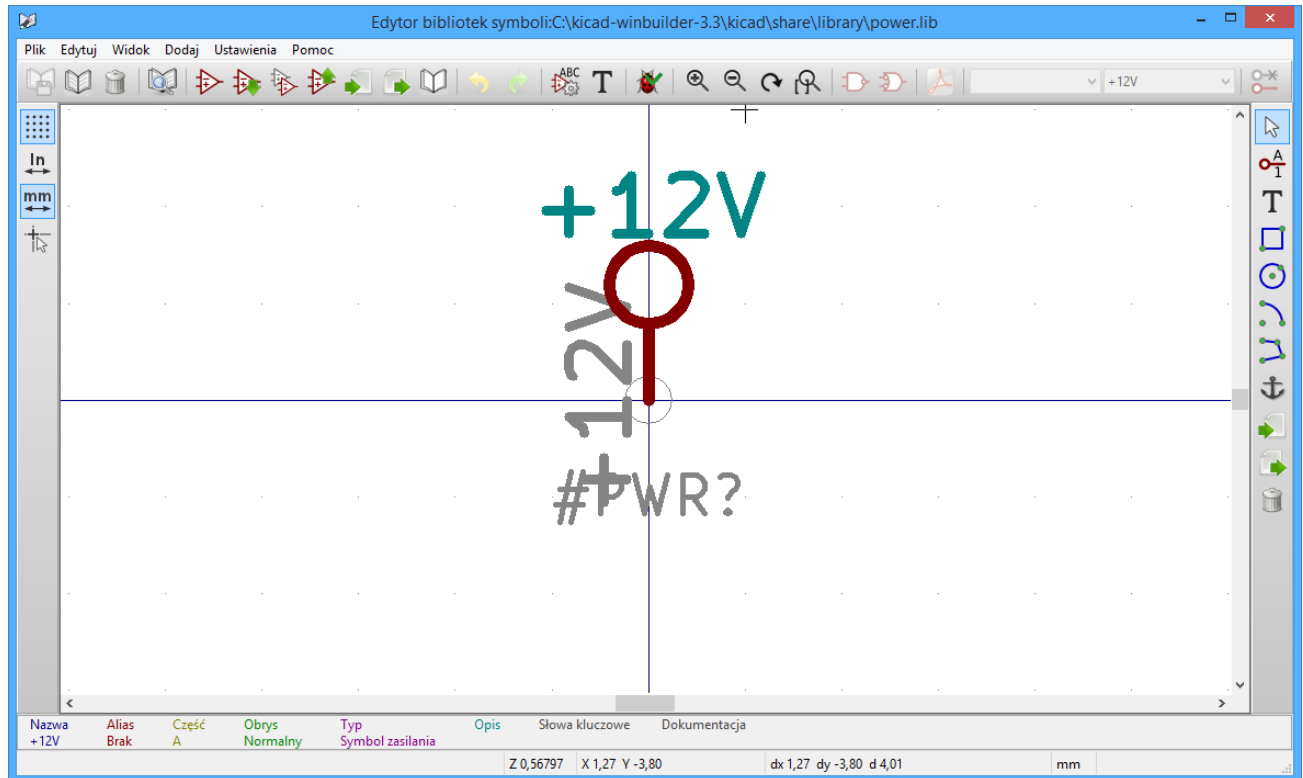 Edytor bibliotek symboli:C:\kicad-winbuilder-3.3\kicad\share\library\power.lib
Plik Edytuj Widok Dodaj Ustawienia Pomoc
ABC T +12V
In
mm
A
1
T
+12V
+12V
#PWR?
Nazwa Alias Część Obrys Typ Opis Słowa kluczowe Dokumentacja
+12V Brak A Normalny Symbol zasilania
Z 0,56797 X 1,27 Y -3,80 dx 1,27 dy -3,80 d 4,01 mm